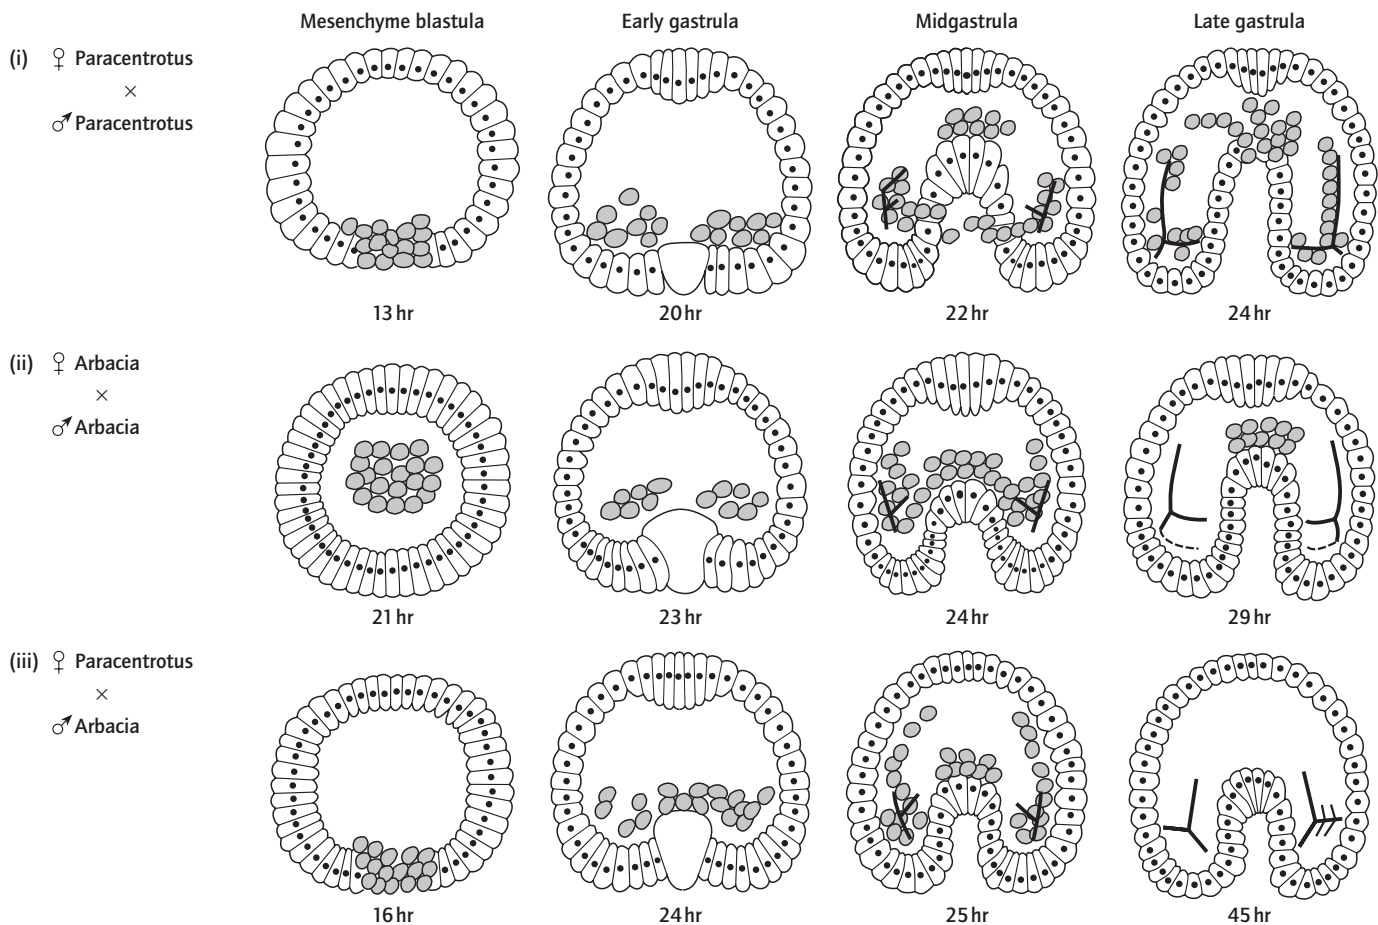 Mesenchyme blastula Early gastrula Midgastrula Late gastrula
(i) ♀ Paracentrotus
×
♂ Paracentrotus
13 hr 20 hr 22 hr 24 hr
(ii) ♀ Arbacia
×
♂ Arbacia
21 hr 23 hr 24 hr 29 hr
(iii) ♀ Paracentrotus
×
♂ Arbacia
16 hr 24 hr 25 hr 45 hr